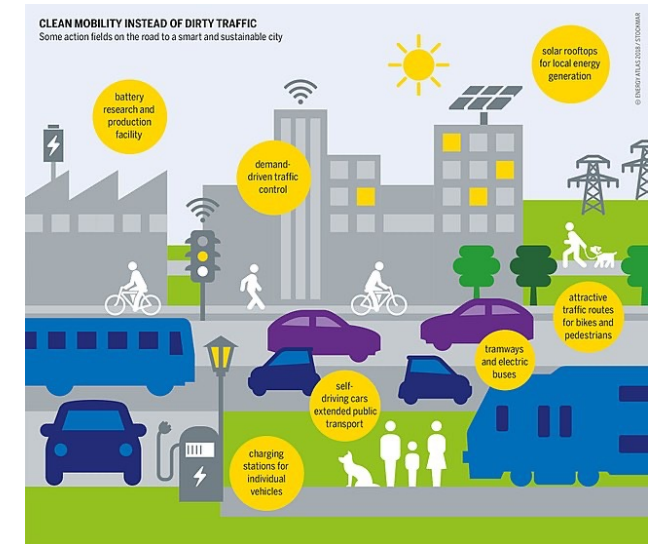 CLEAN MOBILITY INSTEAD OF DIRTY TRAFFIC
Some action fields on the road to a smart and sustainable city
© ENERGY ATLAS 2018 / STOCKMAR
solar rooftops
for local energy
generation
battery
research and
production
facility
demand-
driven traffic
control
attractive
traffic routes
for bikes and
pedestrians
tramways
and electric
buses
self-
driving cars
extended public
transport
charging
stations for
individual
vehicles